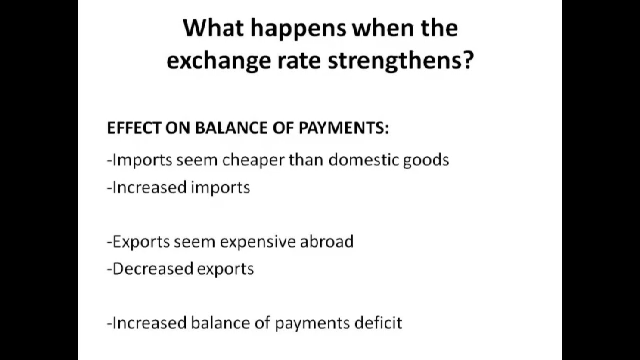 What happens when the
exchange rate strengthens?
EFFECT ON BALANCE OF PAYMENTS:
-Imports seem cheaper than domestic goods
-Increased imports
-Exports seem expensive abroad
-Decreased exports
-Increased balance of payments deficit